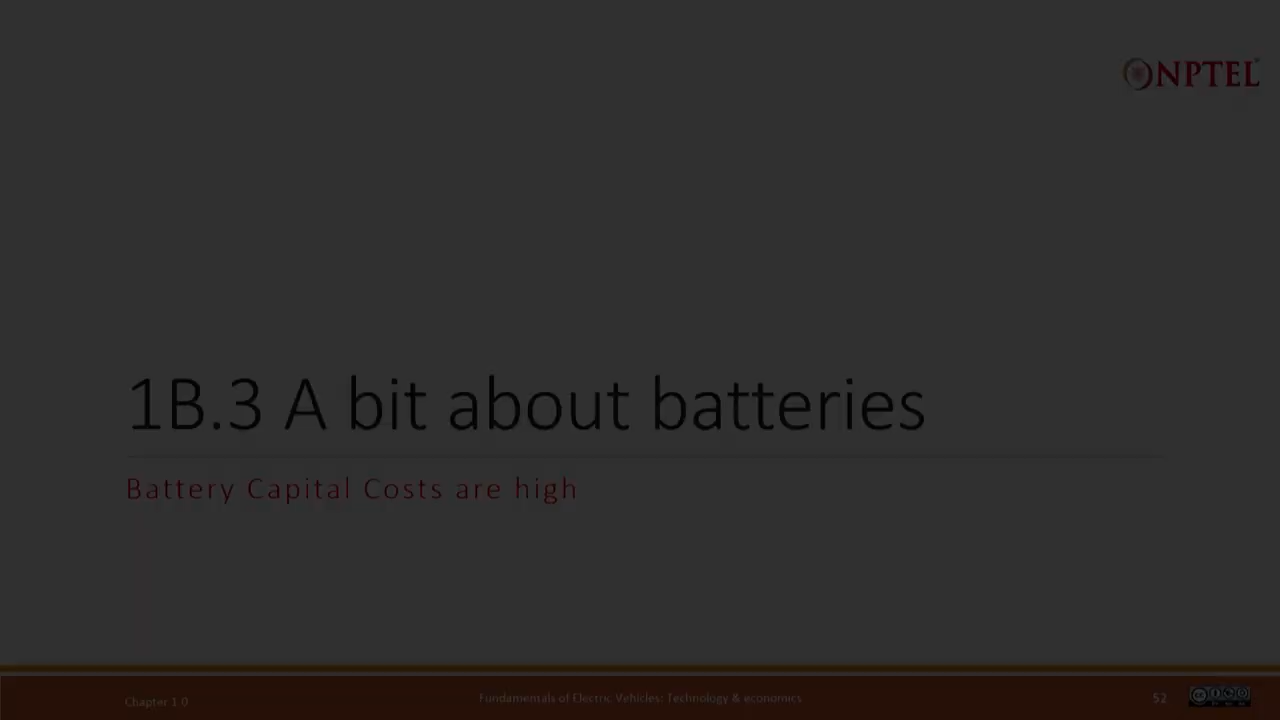 NPTEL
1B.3 A bit about batteries
Battery Capital Costs are high
Chapter 1.0
Fundamentals of Electric Vehicles: Technology & economics
52